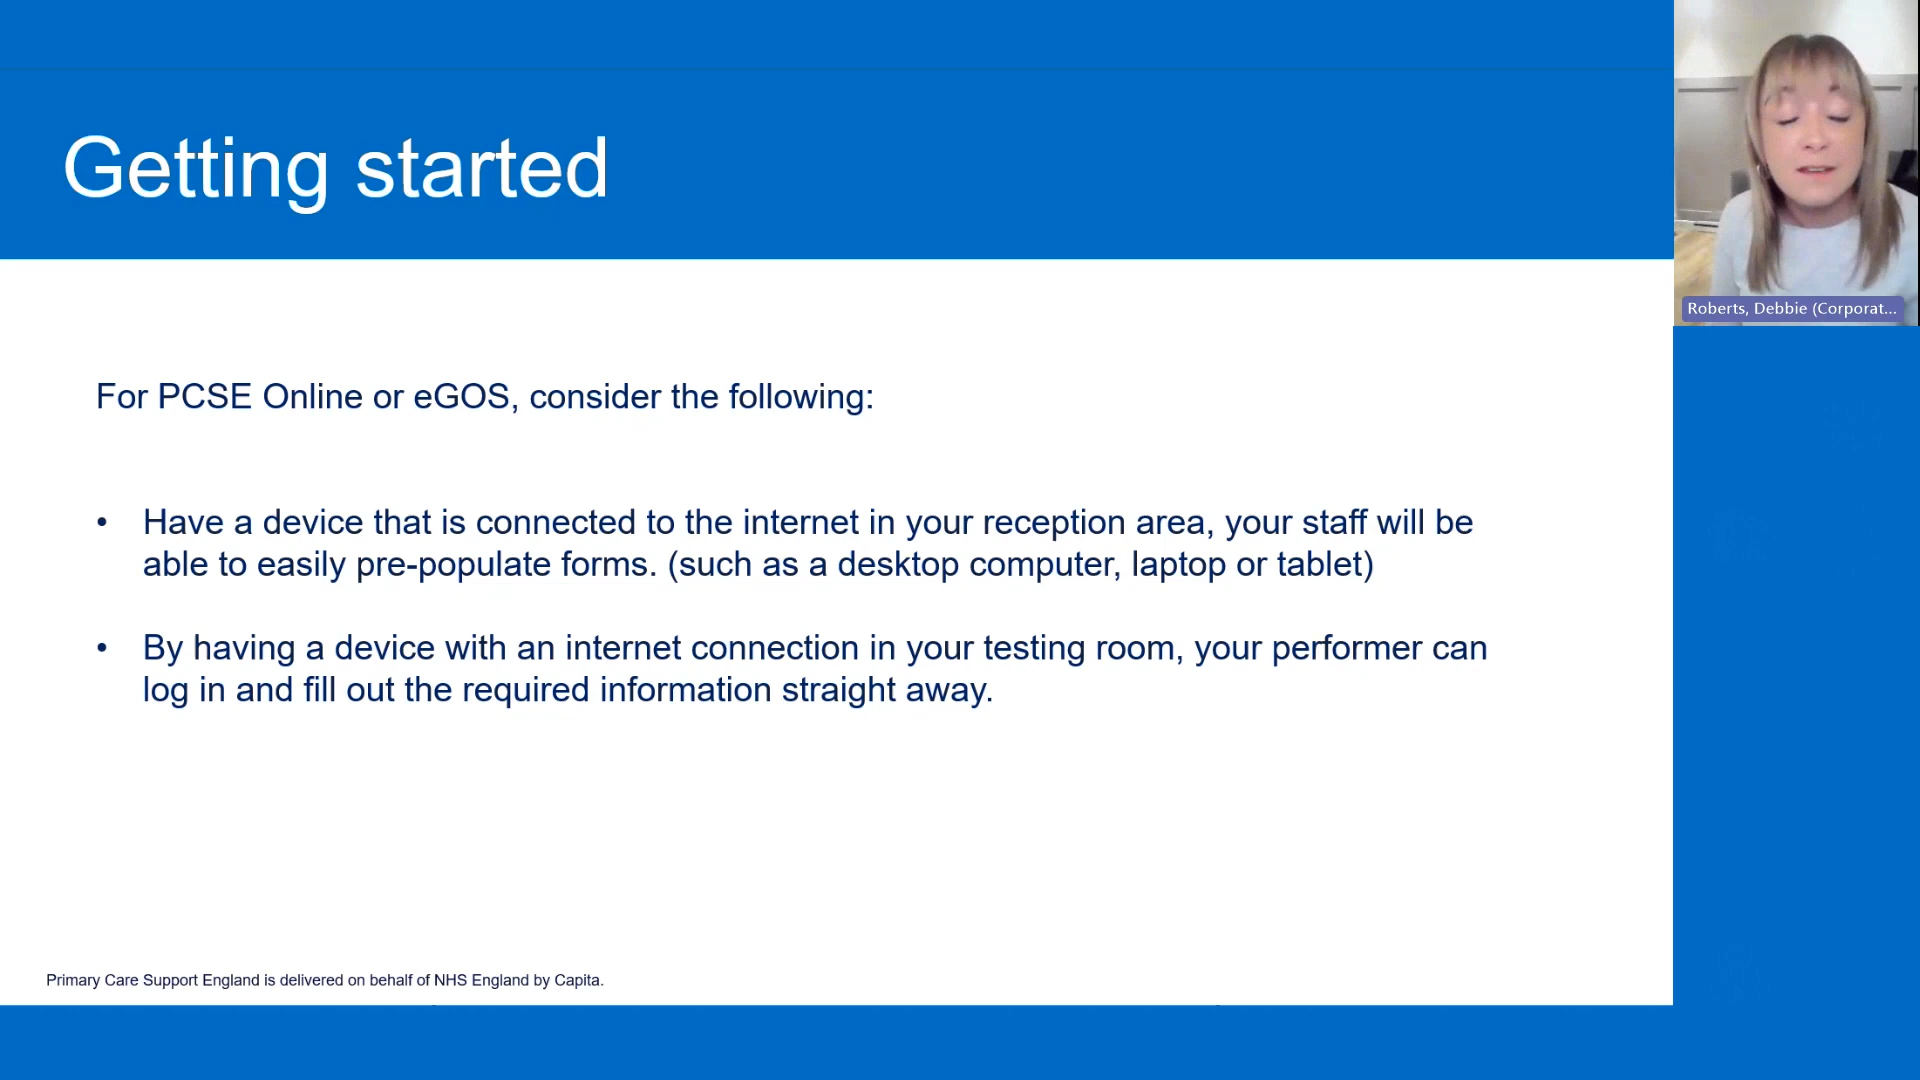 Getting started
Roberts, Debbie (Corporat...
For PCSE Online or eGOS, consider the following:
• Have a device that is connected to the internet in your reception area, your staff will be
able to easily pre-populate forms. (such as a desktop computer, laptop or tablet)
• By having a device with an internet connection in your testing room, your performer can
log in and fill out the required information straight away.
Primary Care Support England is delivered on behalf of NHS England by Capita.